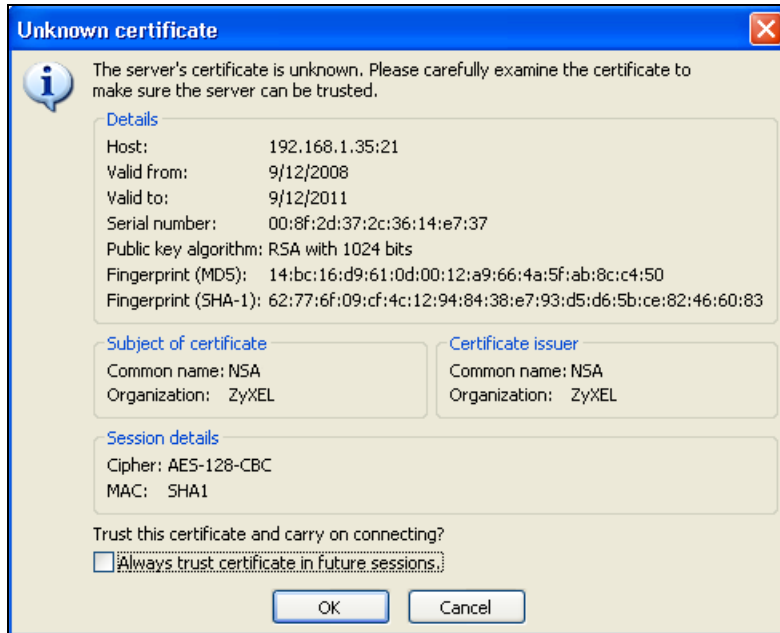 Unknown certificate
The server's certificate is unknown. Please carefully examine the certificate to
make sure the server can be trusted.
Details
Host: 192.168.1.35:21
Valid from: 9/12/2008
Valid to: 9/12/2011
Serial number: 00:8f:2d:37:2c:36:14:e7:37
Public key algorithm: RSA with 1024 bits
Fingerprint (MD5): 14:bc:16:d9:61:0d:00:12:a9:66:4a:5f:ab:8c:c4:50
Fingerprint (SHA-1): 62:77:6f:09:cf:4c:12:94:84:38:e7:93:d5:d6:5b:ce:82:46:60:83
Subject of certificate
Common name: NSA
Organization: ZyXEL
Certificate issuer
Common name: NSA
Organization: ZyXEL
Session details
Cipher: AES-128-CBC
MAC: SHA1
Trust this certificate and carry on connecting?
Always trust certificate in future sessions.
OK
Cancel